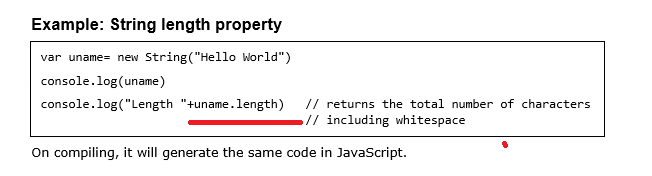 Example: String length property
var uname= new String("Hello World")
console.log(uname)
console.log("Length "+uname.length)   // returns the total number of characters
// including whitespace
On compiling, it will generate the same code in JavaScript.